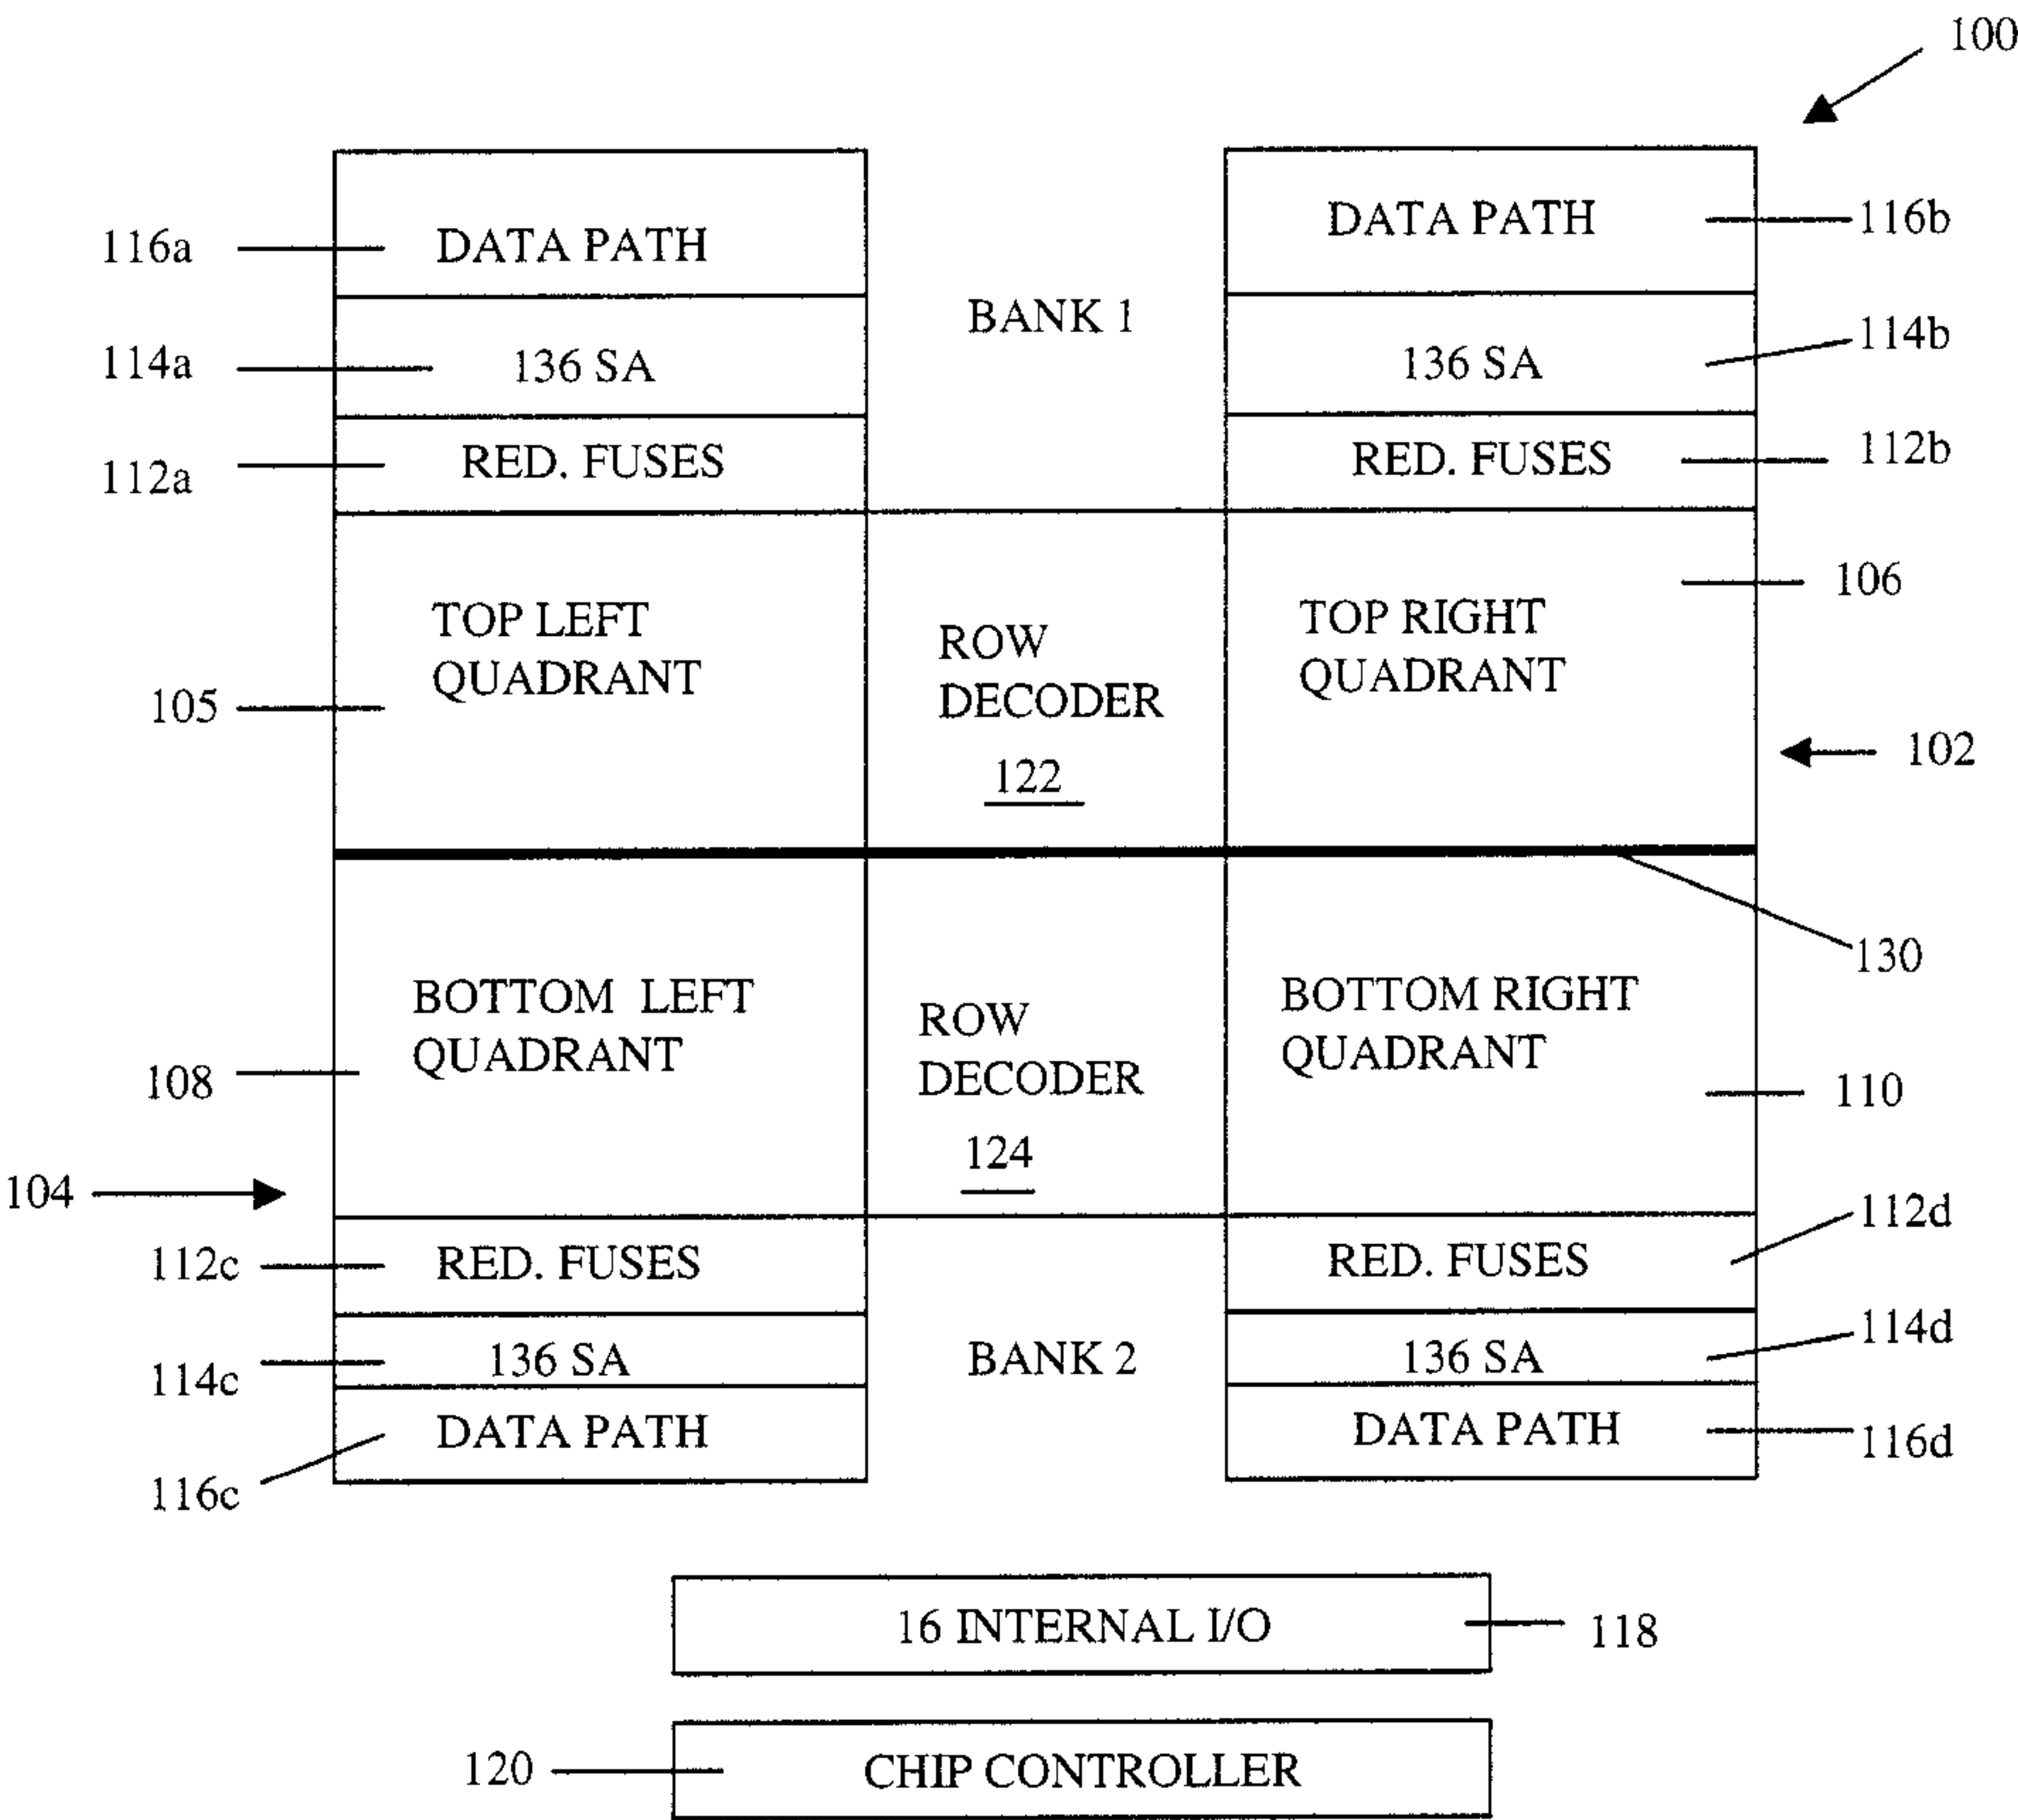 100
DATA PATH
116b
116a
DATA PATH
BANK 1
114b
114a
136 SA
136 SA
112b
RED. FUSES
RED. FUSES
112a
106
TOP LEFT
QUADRANT
ROW
DECODER
122
TOP RIGHT
QUADRANT
105
102
130
BOTTOM LEFT
QUADRANT
ROW
DECODER
124
BOTTOM RIGHT
QUADRANT
108
110
104
112d
112c
RED. FUSES
RED. FUSES
114d
114c
136 SA
BANK 2
136 SA
DATA PATH
DATA PATH
116d
116c
16 INTERNAL I/O
118
120
CHIP CONTROLLER